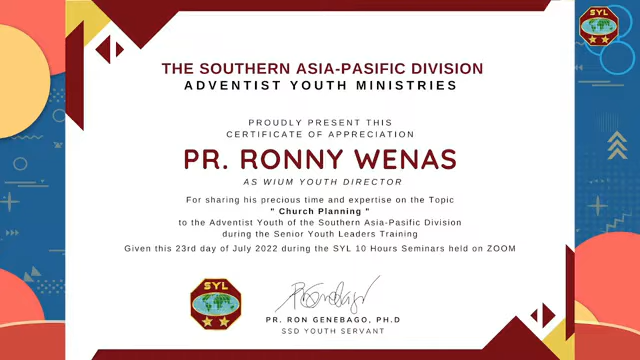 SYL
THE SOUTHERN ASIA-PASIFIC DIVISION
ADVENTIST YOUTH MINISTRIES
PROUDLY PRESENT THIS
CERTIFICATE OF APPRECIATION
PR. RONNY WENAS
AS WIUM YOUTH DIRECTOR
For sharing his precious time and expertise on the Topic
" Church Planning "
to the Adventist Youth of the Southern Asia-Pasific Division
during the Senior Youth Leaders Training
Given this 23rd day of July 2022 during the SYL 10 Hours Seminars held on ZOOM
SYL
PR. RON GENEBAGO, PH.D
SSD YOUTH SERVANT